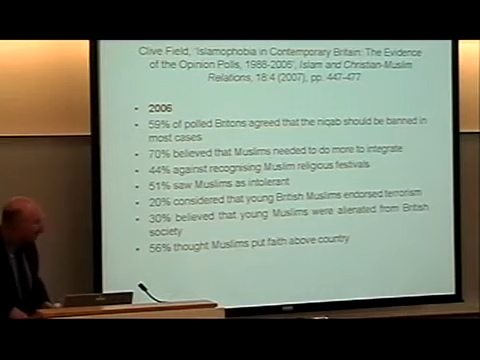 Clive Field, 'Islamophobia in Contemporary Britain: The Evidence
of the Opinion Polls, 1988-2006', Islam and Christian-Muslim
Relations, 18:4 (2007), pp. 447-477
• 2006
• 59% of polled Britons agreed that the niqab should be banned in
most cases
• 70% believed that Muslims needed to do more to integrate
• 44% against recognising Muslim religious festivals
• 51% saw Muslims as intolerant
• 20% considered that young British Muslims endorsed terrorism
• 30% believed that young Muslims were alienated from British
society
• 56% thought Muslims put faith above country